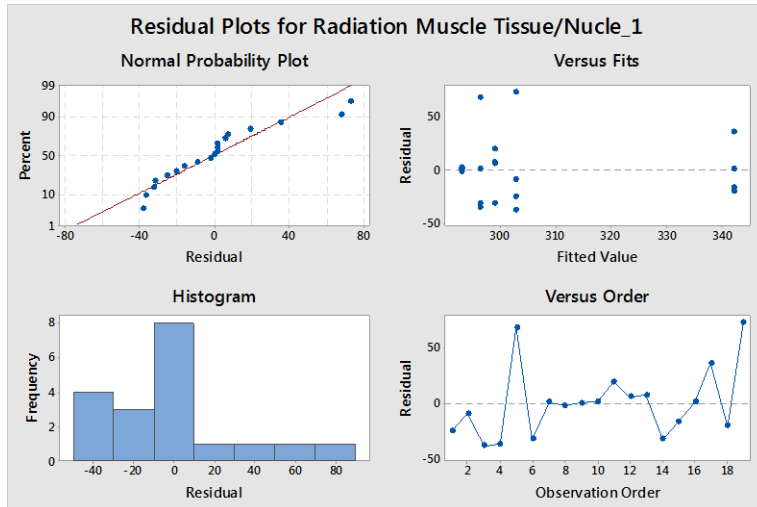 Residual Plots for Radiation Muscle Tissue/Nucle_1
Normal Probability Plot
99
90
50
10
1
Percent
-80 -40 0 40 80
Residual
Versus Fits
50
0
-50
Residual
300 310 320 330 340
Fitted Value
Histogram
8
6
4
2
0
Frequency
-40 -20 0 20 40 60 80
Residual
Versus Order
50
0
-50
Residual
2 4 6 8 10 12 14 16 18
Observation Order